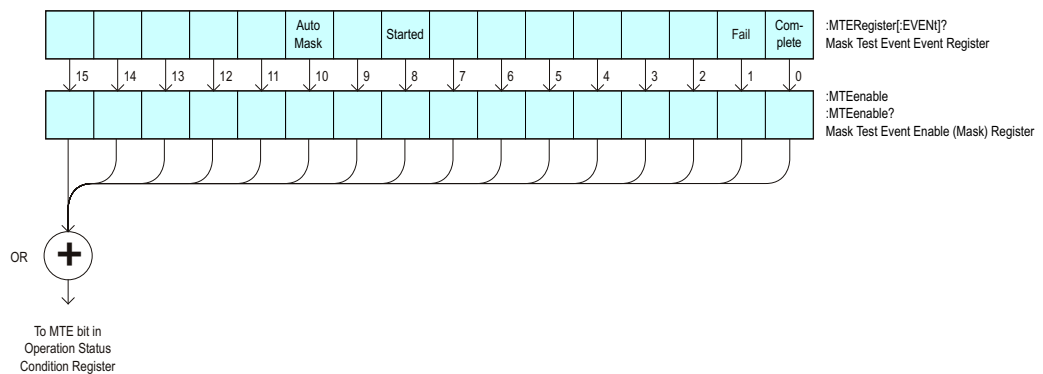 Auto
Mask
Started
Fail
Com-
plete
:MTERegister[:EVENt]?
Mask Test Event Event Register
15 14 13 12 11 10 9 8 7 6 5 4 3 2 1 0
:MTEenable
:MTEenable?
Mask Test Event Enable (Mask) Register
OR
+
To MTE bit in
Operation Status
Condition Register